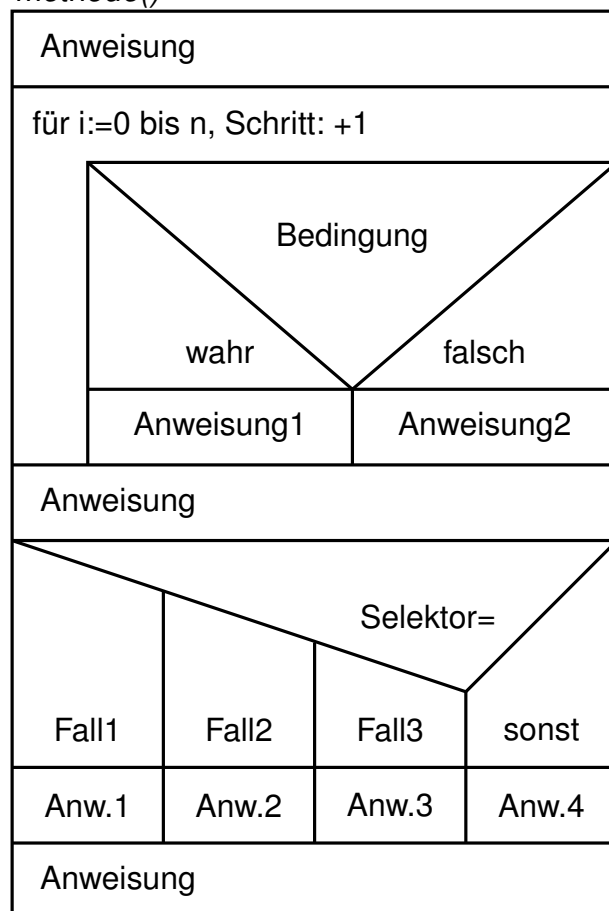 methode()
Anweisung
für i:=0 bis n, Schritt: +1
Bedingung
wahr falsch
Anweisung1 Anweisung2
Anweisung
Selektor=
Fall1 Fall2 Fall3 sonst
Anw.1 Anw.2 Anw.3 Anw.4
Anweisung